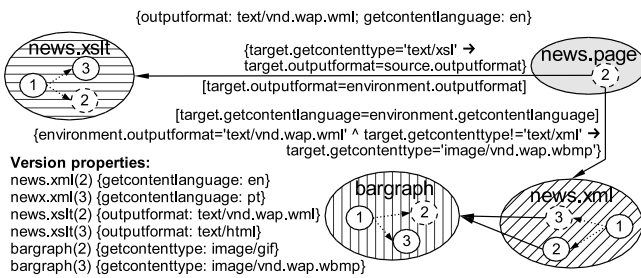 {outputformat: text/vnd.wap.wml; getcontentlanguage: en}
news.xslt
1
3
2
{target.getcontenttype='text/xsl' ➔
target.outputformat=source.outputformat}
[target.outputformat=environment.outputformat]
news.page
2
[target.getcontentlanguage=environment.getcontentlanguage]
{environment.outputformat='text/vnd.wap.wml' ^ target.getcontenttype!='text/xml' ➔
target.getcontenttype='image/vnd.wap.wbmp'}
Version properties:
news.xml(2) {getcontentlanguage: en}
newx.xml(3) {getcontentlanguage: pt}
news.xslt(2) {outputformat: text/vnd.wap.wml}
news.xslt(3) {outputformat: text/html}
bargraph(2) {getcontenttype: image/gif}
bargraph(3) {getcontenttype: image/vnd.wap.wbmp}
bargraph
1
2
3
news.xml
3
1
2